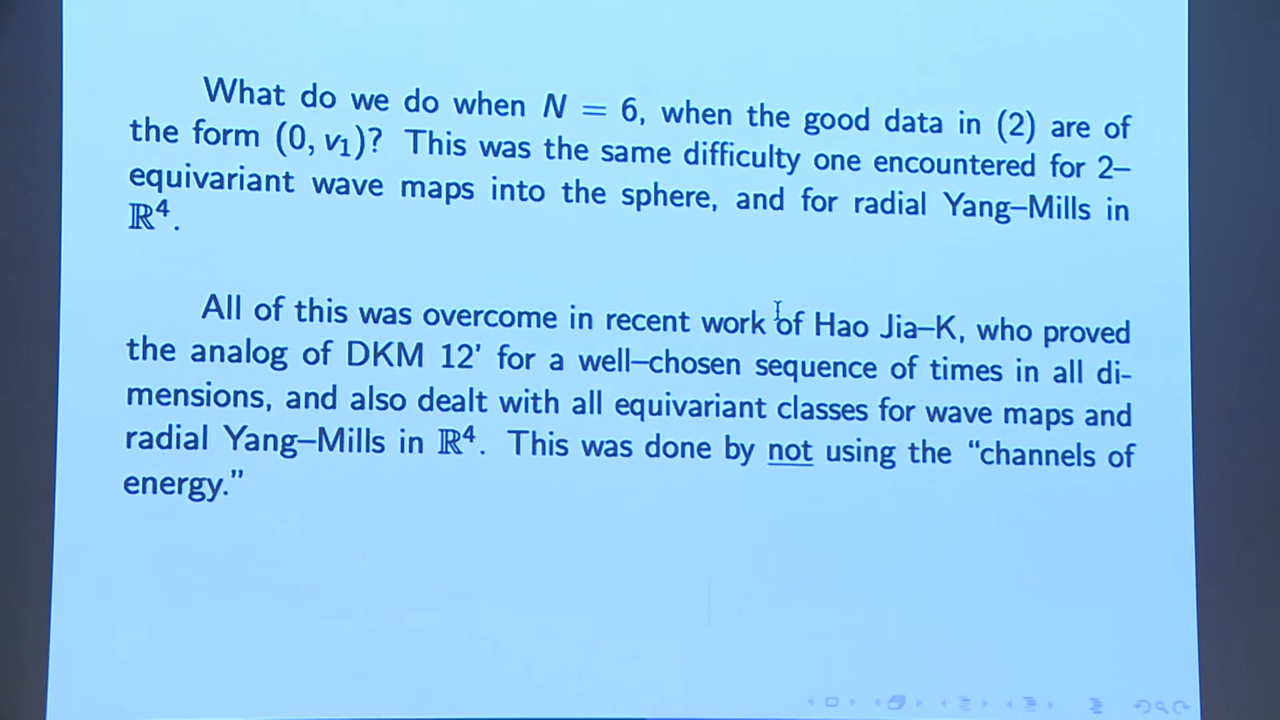 What do we do when N = 6, when the good data in (2) are of
the form (0, v₁)? This was the same difficulty one encountered for 2–
equivariant wave maps into the sphere, and for radial Yang–Mills in
ℝ⁴.
All of this was overcome in recent work of Hao Jia–K, who proved
the analog of DKM 12' for a well–chosen sequence of times in all di-
mensions, and also dealt with all equivariant classes for wave maps and
radial Yang–Mills in ℝ⁴. This was done by not using the “channels of
energy.”